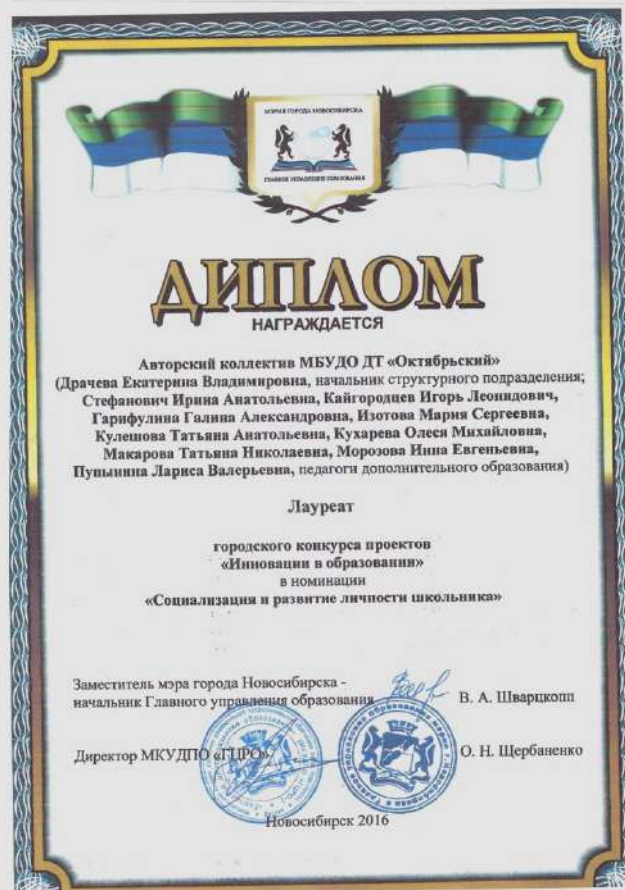 МЭРИЯ ГОРОДА НОВОСИБИРСКА
ГЛАВНОЕ УПРАВЛЕНИЕ ОБРАЗОВАНИЯ
ДИПЛОМ
НАГРАЖДАЕТСЯ
Авторский коллектив МБУДО ДТ «Октябрьский»
(Драчева Екатерина Владимировна, начальник структурного подразделения;
Стефанович Ирина Анатольевна, Кайгородцев Игорь Леонидович,
Гарифулина Галина Александровна, Изотова Мария Сергеевна,
Кулешова Татьяна Анатольевна, Кухарева Олеся Михайловна,
Макарова Татьяна Николаевна, Морозова Инна Евгеньевна,
Пупынина Лариса Валерьевна, педагоги дополнительного образования)
Лауреат
городского конкурса проектов
«Инновации в образовании»
в номинации
«Социализация и развитие личности школьника»
Заместитель мэра города Новосибирска -
начальник Главного управления образования В. А. Шварцкопп
Директор МКУДПО «ГЦРО» О. Н. Щербаненко
Новосибирск 2016